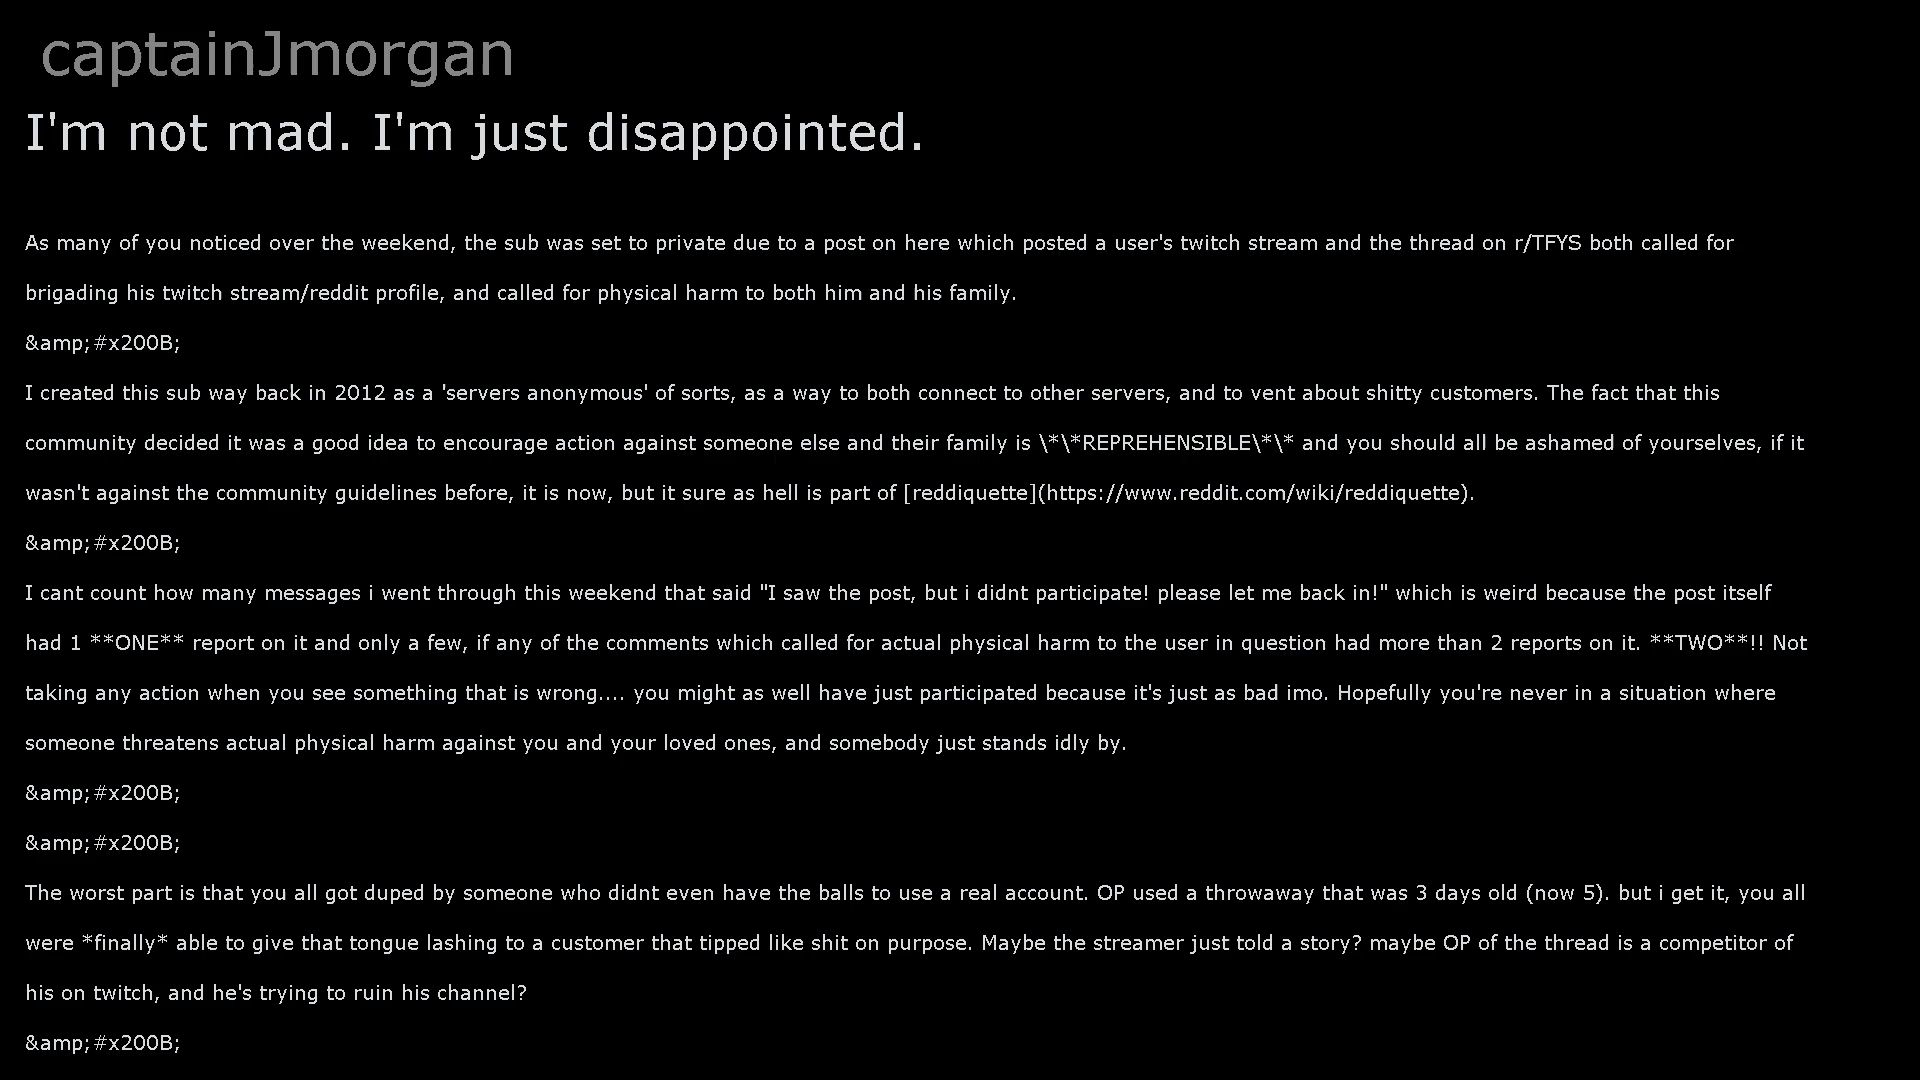 captainJmorgan
I'm not mad. I'm just disappointed.
As many of you noticed over the weekend, the sub was set to private due to a post on here which posted a user's twitch stream and the thread on r/TFYS both called for
brigading his twitch stream/reddit profile, and called for physical harm to both him and his family.
&amp;#x200B;
I created this sub way back in 2012 as a 'servers anonymous' of sorts, as a way to both connect to other servers, and to vent about shitty customers. The fact that this
community decided it was a good idea to encourage action against someone else and their family is \*\*REPREHENSIBLE\*\* and you should all be ashamed of yourselves, if it
wasn't against the community guidelines before, it is now, but it sure as hell is part of [reddiquette](https://www.reddit.com/wiki/reddiquette).
&amp;#x200B;
I cant count how many messages i went through this weekend that said "I saw the post, but i didnt participate! please let me back in!" which is weird because the post itself
had 1 **ONE** report on it and only a few, if any of the comments which called for actual physical harm to the user in question had more than 2 reports on it. **TWO**!! Not
taking any action when you see something that is wrong.... you might as well have just participated because it's just as bad imo. Hopefully you're never in a situation where
someone threatens actual physical harm against you and your loved ones, and somebody just stands idly by.
&amp;#x200B;
&amp;#x200B;
The worst part is that you all got duped by someone who didnt even have the balls to use a real account. OP used a throwaway that was 3 days old (now 5). but i get it, you all
were *finally* able to give that tongue lashing to a customer that tipped like shit on purpose. Maybe the streamer just told a story? maybe OP of the thread is a competitor of
his on twitch, and he's trying to ruin his channel?
&amp;#x200B;